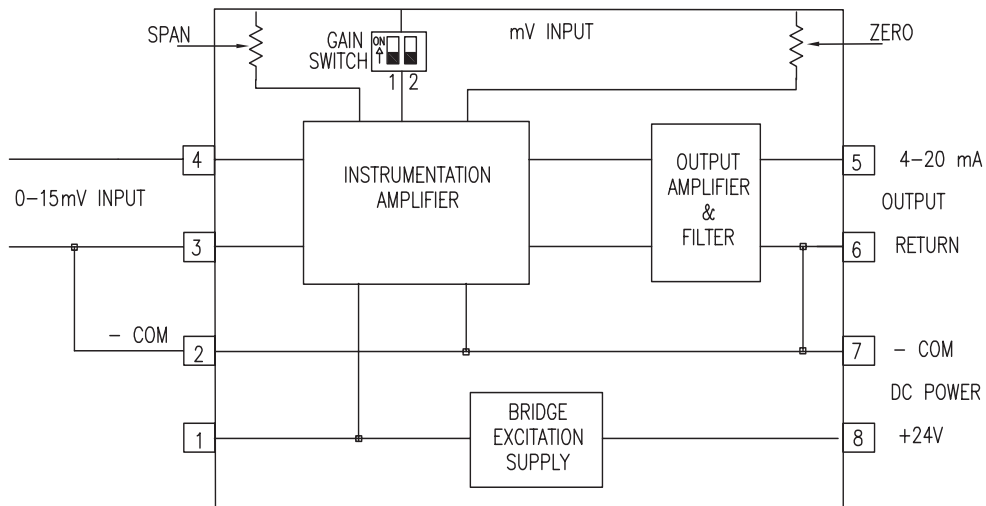 SPAN
GAIN
SWITCH
ON
1 2
mV INPUT
ZERO
4
0-15mV INPUT
3
- COM
2
1
INSTRUMENTATION
AMPLIFIER
OUTPUT
AMPLIFIER
&
FILTER
BRIDGE
EXCITATION
SUPPLY
5 4-20 mA
OUTPUT
6 RETURN
7 - COM
DC POWER
8 +24V